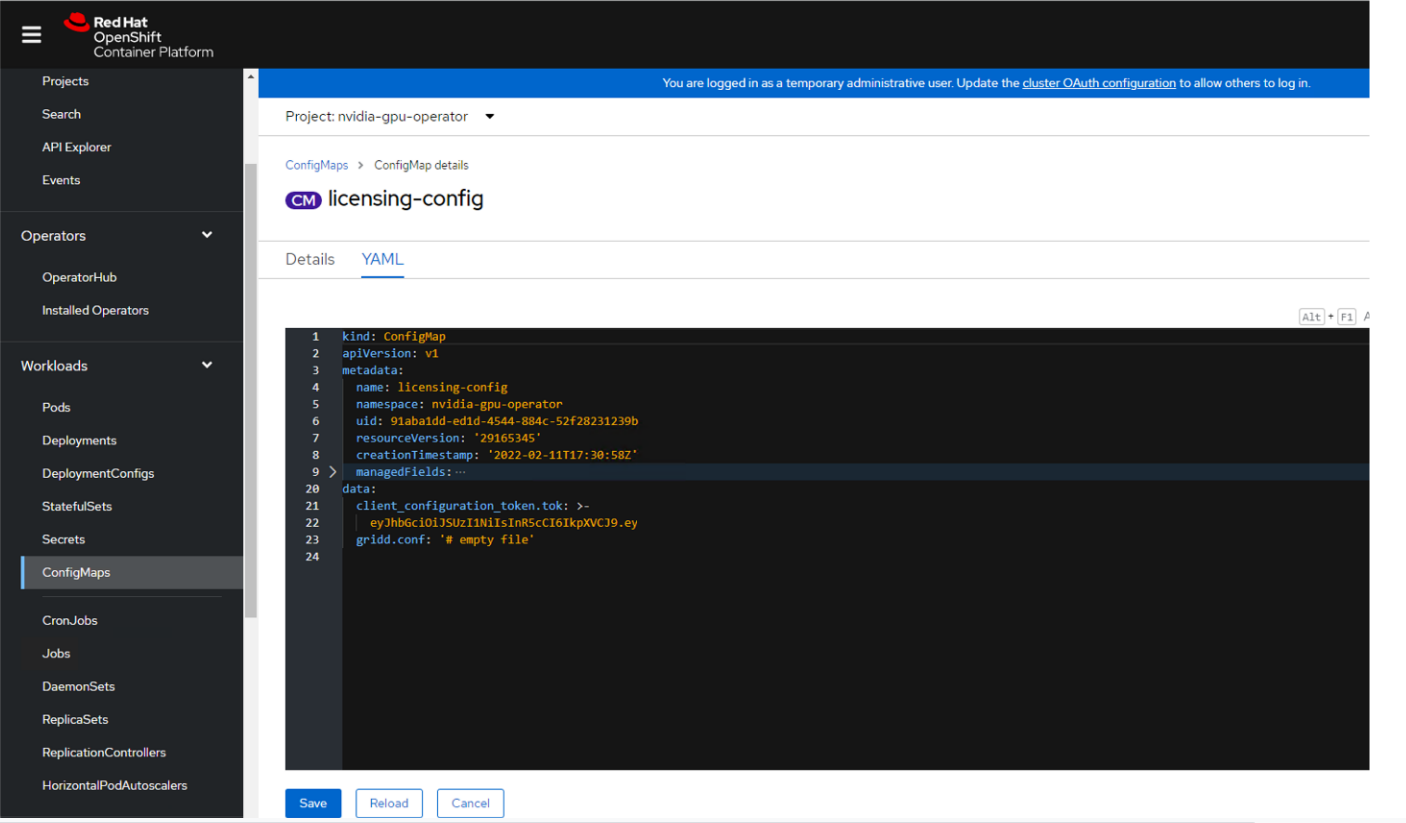 Red Hat
OpenShift
Container Platform
Projects
Search
API Explorer
Events
Operators
OperatorHub
Installed Operators
Workloads
Pods
Deployments
DeploymentConfigs
StatefulSets
Secrets
ConfigMaps
CronJobs
Jobs
DaemonSets
ReplicaSets
ReplicationControllers
HorizontalPodAutoscalers
You are logged in as a temporary administrative user. Update the cluster OAuth configuration to allow others to log in.
Project: nvidia-gpu-operator
ConfigMaps > ConfigMap details
CM licensing-config
Details YAML
Alt + F1 A
1 kind: ConfigMap
2 apiVersion: v1
3 metadata:
4 name: licensing-config
5 namespace: nvidia-gpu-operator
6 uid: 91aba1dd-ed1d-4544-884c-52f28231239b
7 resourceVersion: '29165345'
8 creationTimestamp: '2022-02-11T17:30:58Z'
9 > managedFields: ...
20 data:
21 client_configuration_token.tok: >-
22 eyJhbGciOiJSUzI1NiIsInR5cCI6IkpXVCJ9.ey
23 gridd.conf: '# empty file'
24
Save Reload Cancel